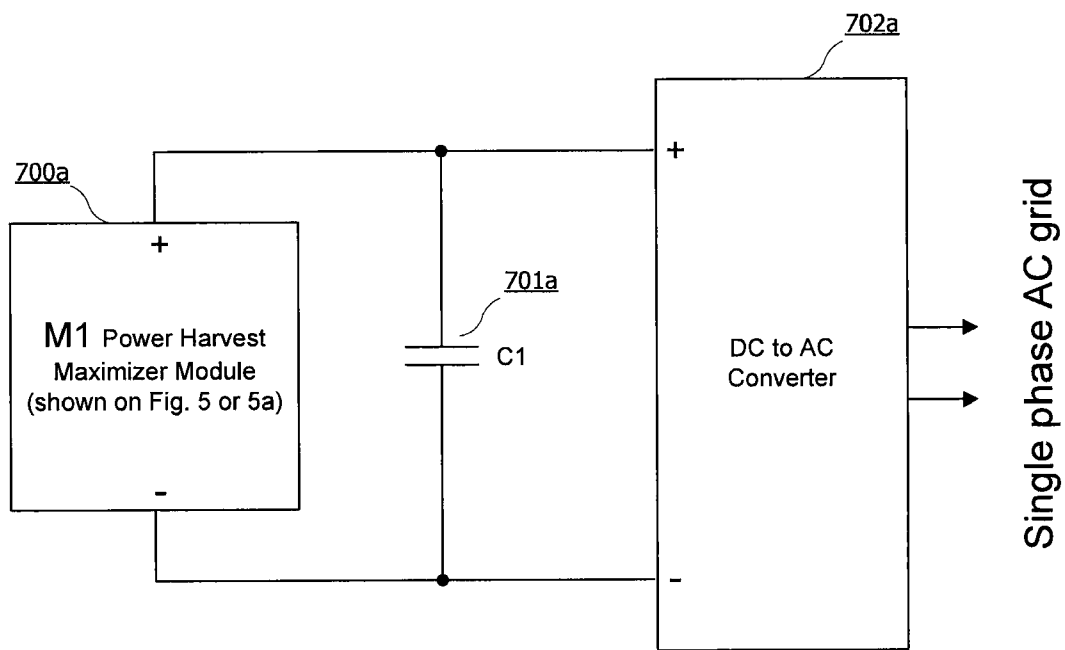 702a
700a
+
+
M1 Power Harvest
Maximizer Module
(shown on Fig. 5 or 5a)
-
701a
C1
DC to AC
Converter
-
Single phase AC grid